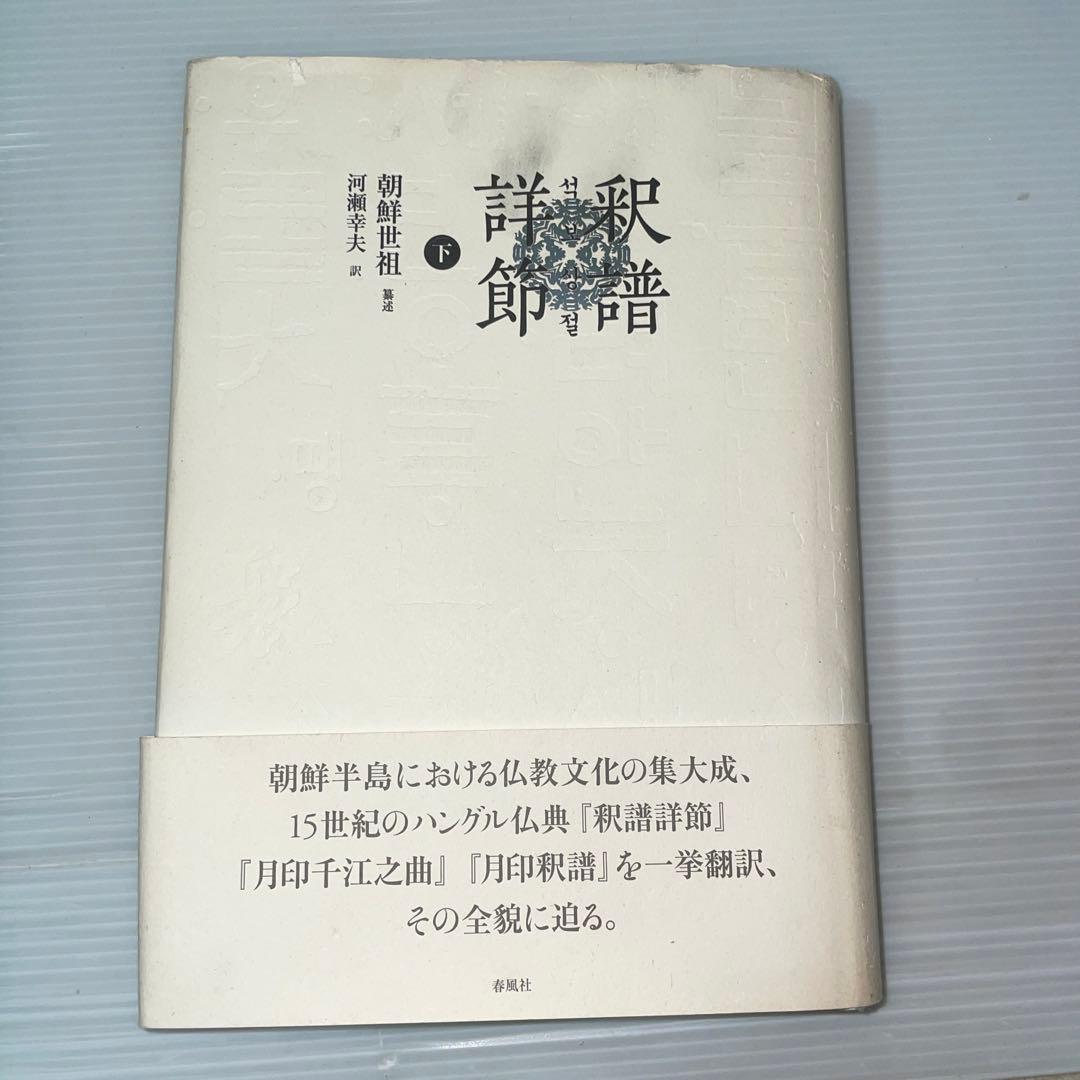 釈譜
詳節
석보상절
下
朝鮮世祖 纂述
河瀬幸夫 訳
朝鮮半島における仏教文化の集大成、
15世紀のハングル仏典『釈譜詳節』
『月印千江之曲』『月印釈譜』を一挙翻訳、
その全貌に迫る。
春風社